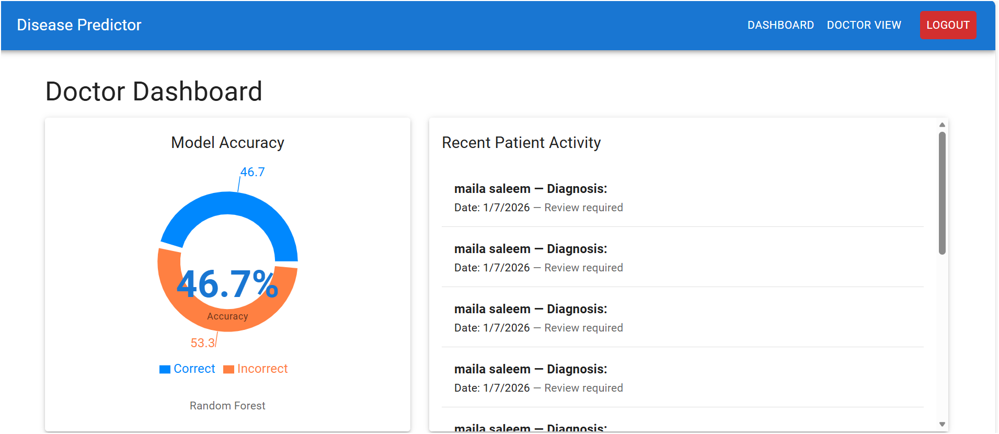 Disease Predictor
DASHBOARD DOCTOR VIEW LOGOUT
Doctor Dashboard
Model Accuracy
46.7
46.7%
Accuracy
53.3
Correct Incorrect
Random Forest
Recent Patient Activity
maila saleem — Diagnosis:
Date: 1/7/2026 — Review required
maila saleem — Diagnosis:
Date: 1/7/2026 — Review required
maila saleem — Diagnosis:
Date: 1/7/2026 — Review required
maila saleem — Diagnosis:
Date: 1/7/2026 — Review required
maila saleem — Diagnosis: